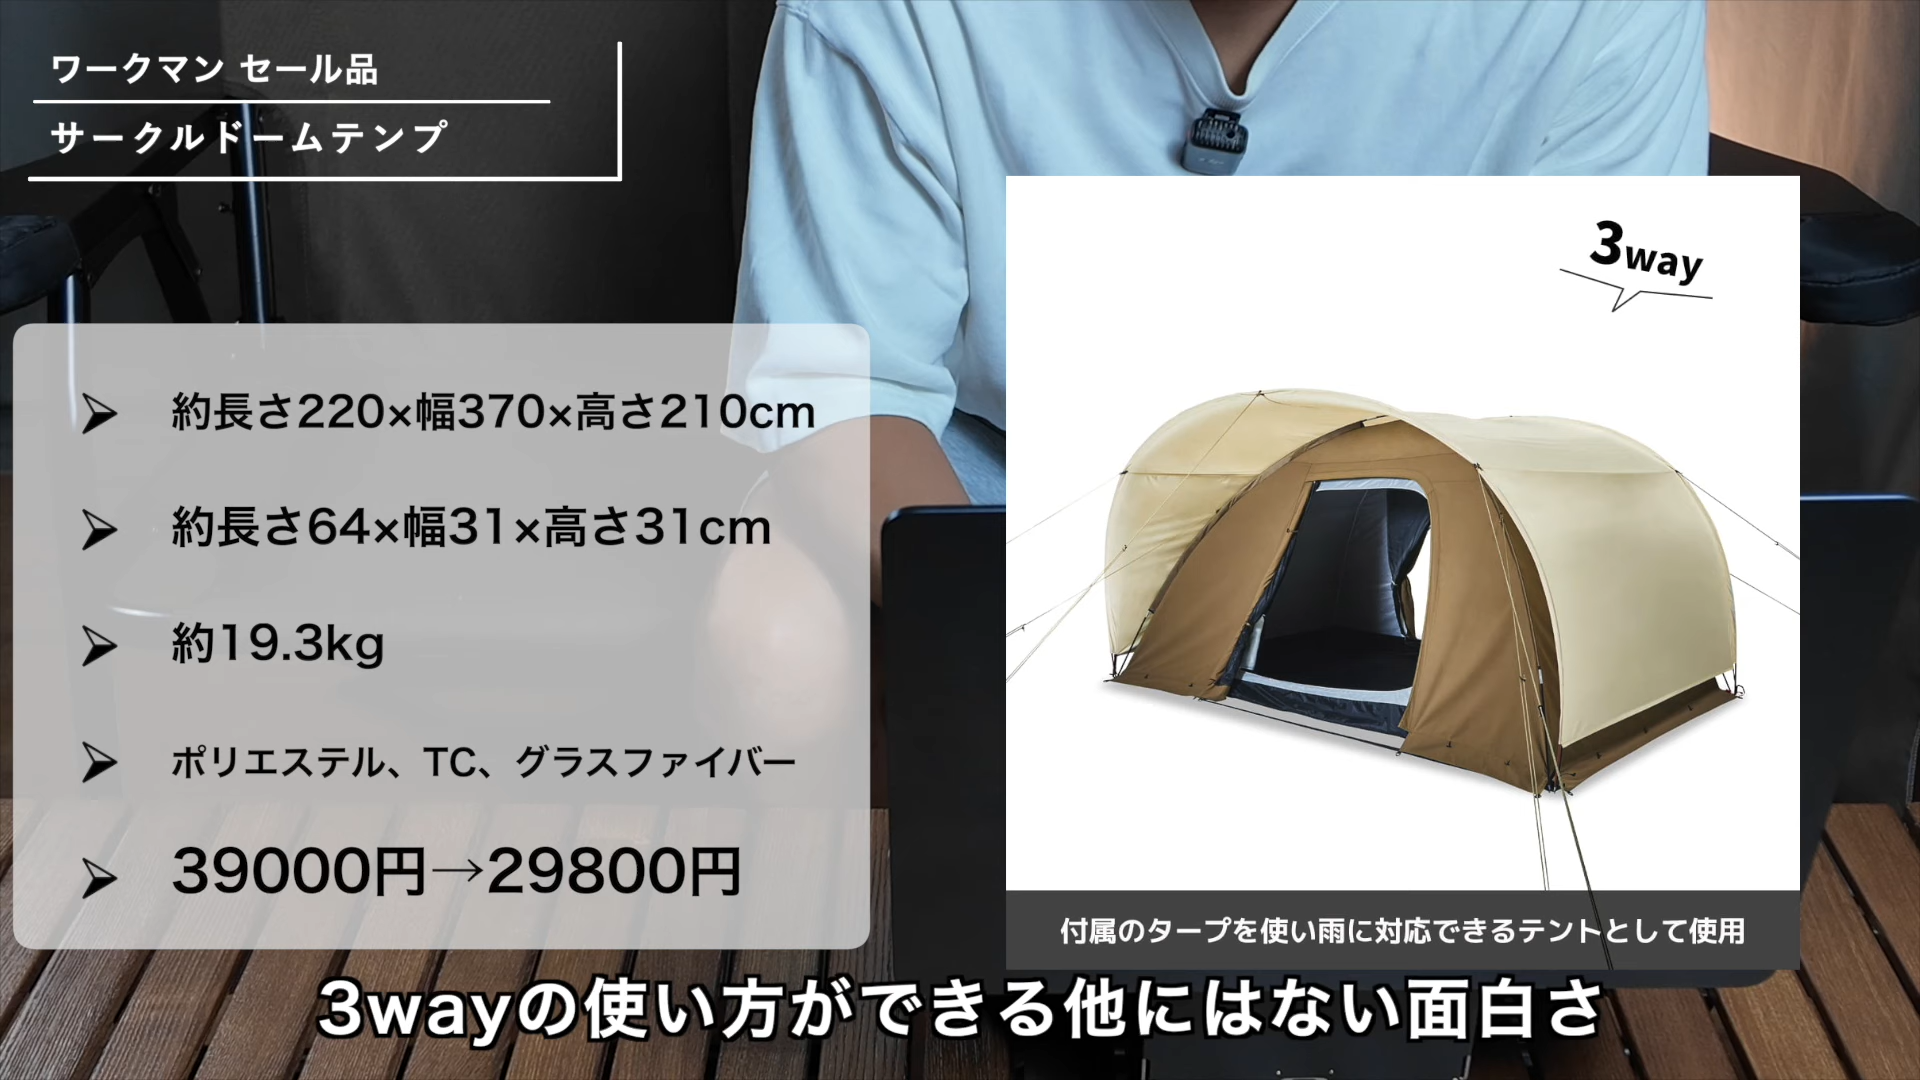 ワークマン セール品
サークルドームテンプ
3way
約長さ220×幅370×高さ210cm
約長さ64×幅31×高さ31cm
約19.3kg
ポリエステル、TC、グラスファイバー
39000円→29800円
付属のタープを使い雨に対応できるテントとして使用
3wayの使い方ができる他にはない面白さ